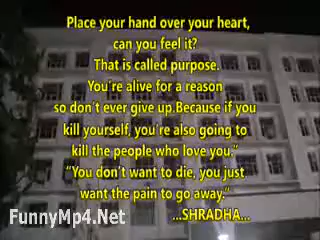 Place your hand over your heart,
can you feel it?
That is called purpose.
You're alive for a reason
so don't ever give up.Because if you
kill yourself, you're also going to
kill the people who love you."
"You don't want to die, you just
want the pain to go away."
...SHRADHA...
FunnyMp4.Net